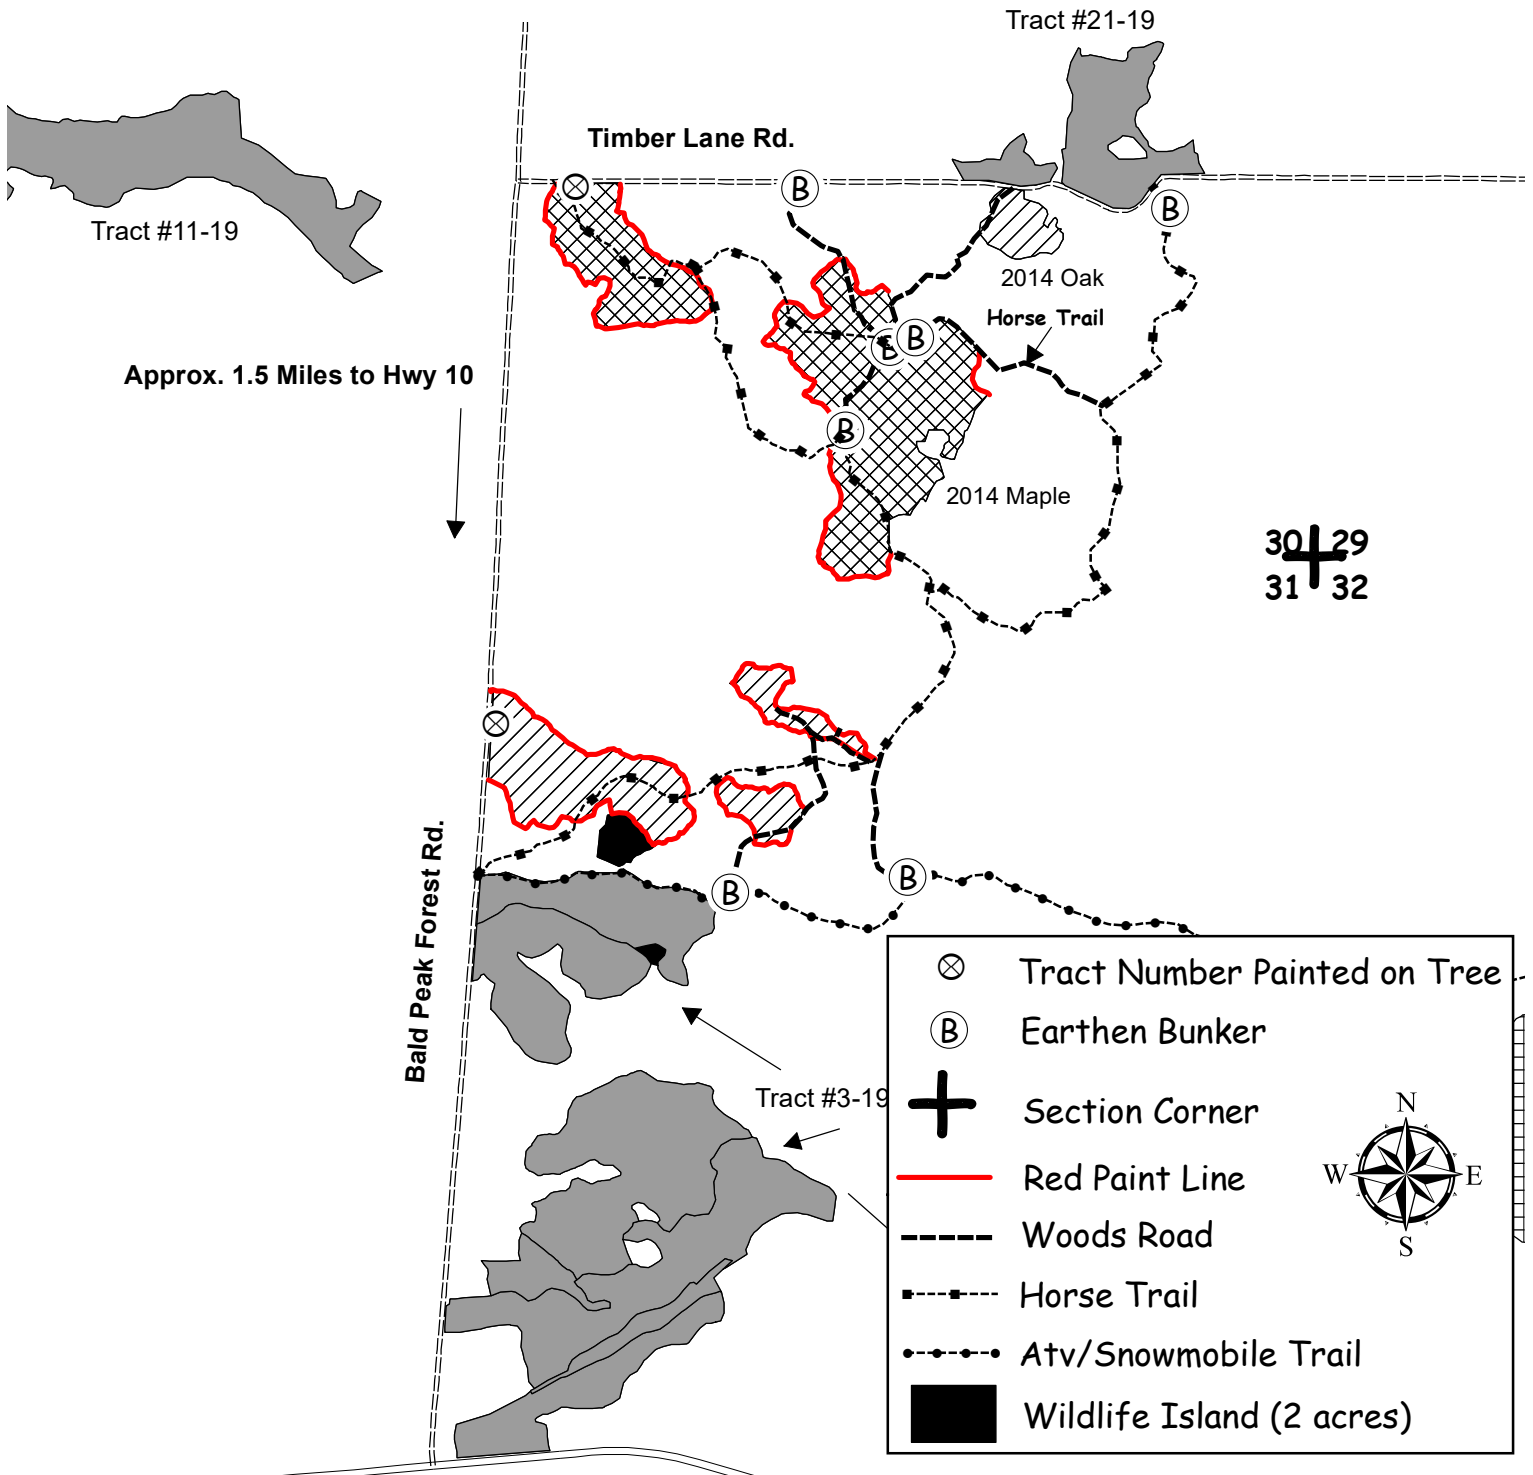 Tract #21-19
Timber Lane Rd.
B
B
Tract #11-19
2014 Oak
Horse Trail
B
B
Approx. 1.5 Miles to Hwy 10
B
2014 Maple
30 29
31 32
Bald Peak Forest Rd.
B
B
Tract #3-19
Tract Number Painted on Tree
B Earthen Bunker
Section Corner
Red Paint Line
Woods Road
Horse Trail
Atv/Snowmobile Trail
Wildlife Island (2 acres)
N
W E
S